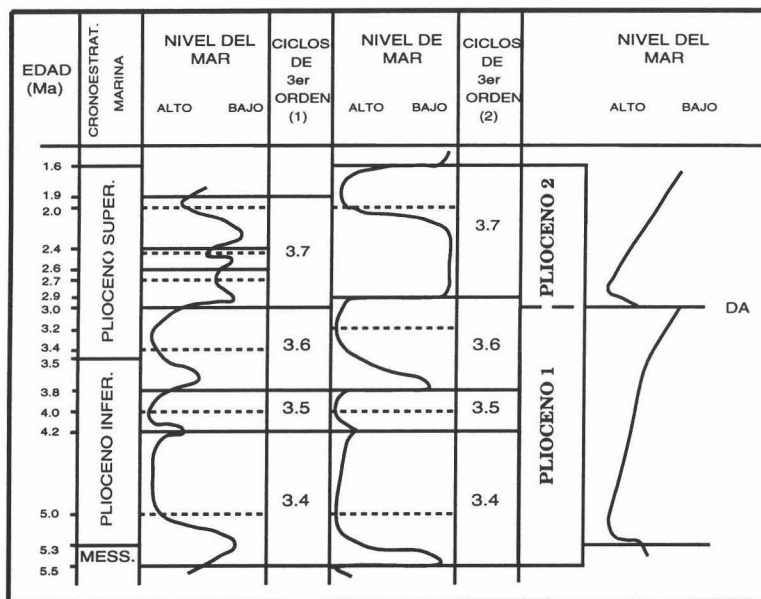 EDAD
(Ma)
CRONOESTRAT.
MARINA
NIVEL DEL
MAR
ALTO BAJO
CICLOS
DE
3er
ORDEN
(1)
NIVEL DE
MAR
ALTO BAJO
CICLOS
DE
3er
ORDEN
(2)
NIVEL DEL
MAR
ALTO BAJO
1.6
1.9
2.0
2.4
2.6
2.7
2.9
3.0
3.2
3.4
3.5
3.8
4.0
4.2
5.0
5.3
5.5
PLIOCENO SUPER.
PLIOCENO INFER.
MESS.
3.7
3.6
3.5
3.4
3.7
3.6
3.5
3.4
PLIOCENO 2
PLIOCENO 1
DA